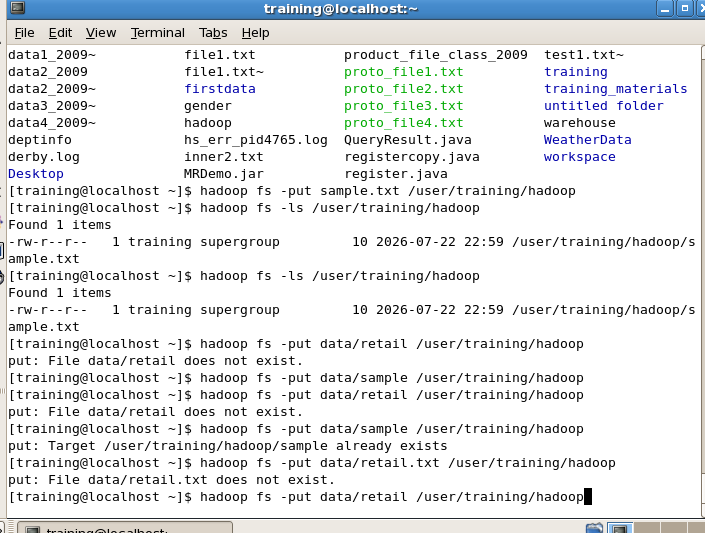 training@localhost:~
File Edit View Terminal Tabs Help
data1_2009~ file1.txt product_file_class_2009 test1.txt~
data2_2009 file1.txt~ proto_file1.txt training
data2_2009~ firstdata proto_file2.txt training_materials
data3_2009~ gender proto_file3.txt untitled folder
data4_2009~ hadoop proto_file4.txt warehouse
deptinfo hs_err_pid4765.log QueryResult.java WeatherData
derby.log inner2.txt registercopy.java workspace
Desktop MRDemo.jar register.java
[training@localhost ~]$ hadoop fs -put sample.txt /user/training/hadoop
[training@localhost ~]$ hadoop fs -ls /user/training/hadoop
Found 1 items
-rw-r--r-- 1 training supergroup 10 2026-07-22 22:59 /user/training/hadoop/s
ample.txt
[training@localhost ~]$ hadoop fs -ls /user/training/hadoop
Found 1 items
-rw-r--r-- 1 training supergroup 10 2026-07-22 22:59 /user/training/hadoop/s
ample.txt
[training@localhost ~]$ hadoop fs -put data/retail /user/training/hadoop
put: File data/retail does not exist.
[training@localhost ~]$ hadoop fs -put data/sample /user/training/hadoop
[training@localhost ~]$ hadoop fs -put data/retail /user/training/hadoop
put: File data/retail does not exist.
[training@localhost ~]$ hadoop fs -put data/sample /user/training/hadoop
put: Target /user/training/hadoop/sample already exists
[training@localhost ~]$ hadoop fs -put data/retail.txt /user/training/hadoop
put: File data/retail.txt does not exist.
[training@localhost ~]$ hadoop fs -put data/retail /user/training/hadoop
training@localhost: